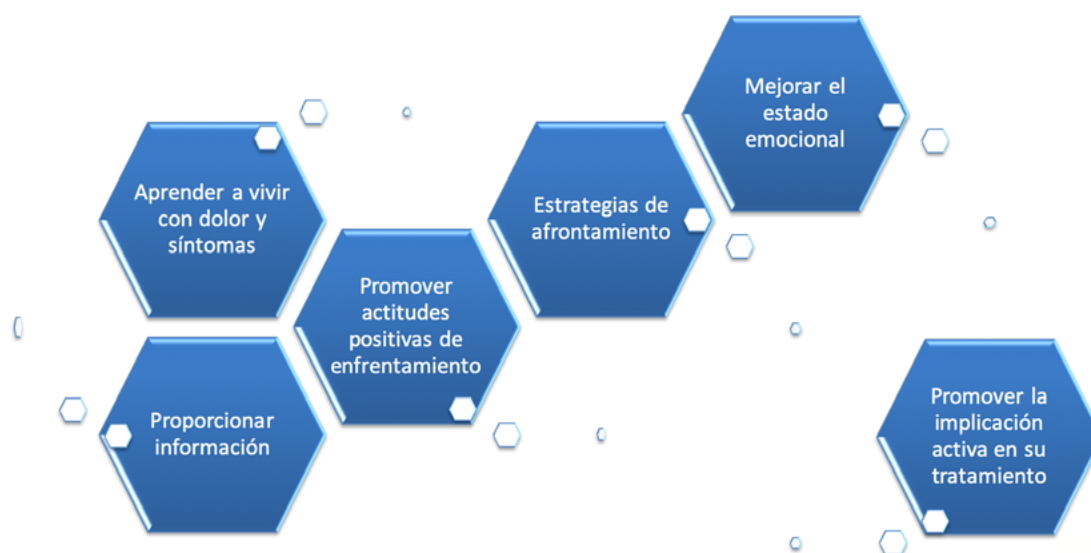 Mejorar el
estado
emocional
Aprender a vivir
con dolor y
síntomas
Estrategias de
afrontamiento
Promover
actitudes
positivas de
enfrentamiento
Proporcionar
información
Promover la
implicación
activa en su
tratamiento